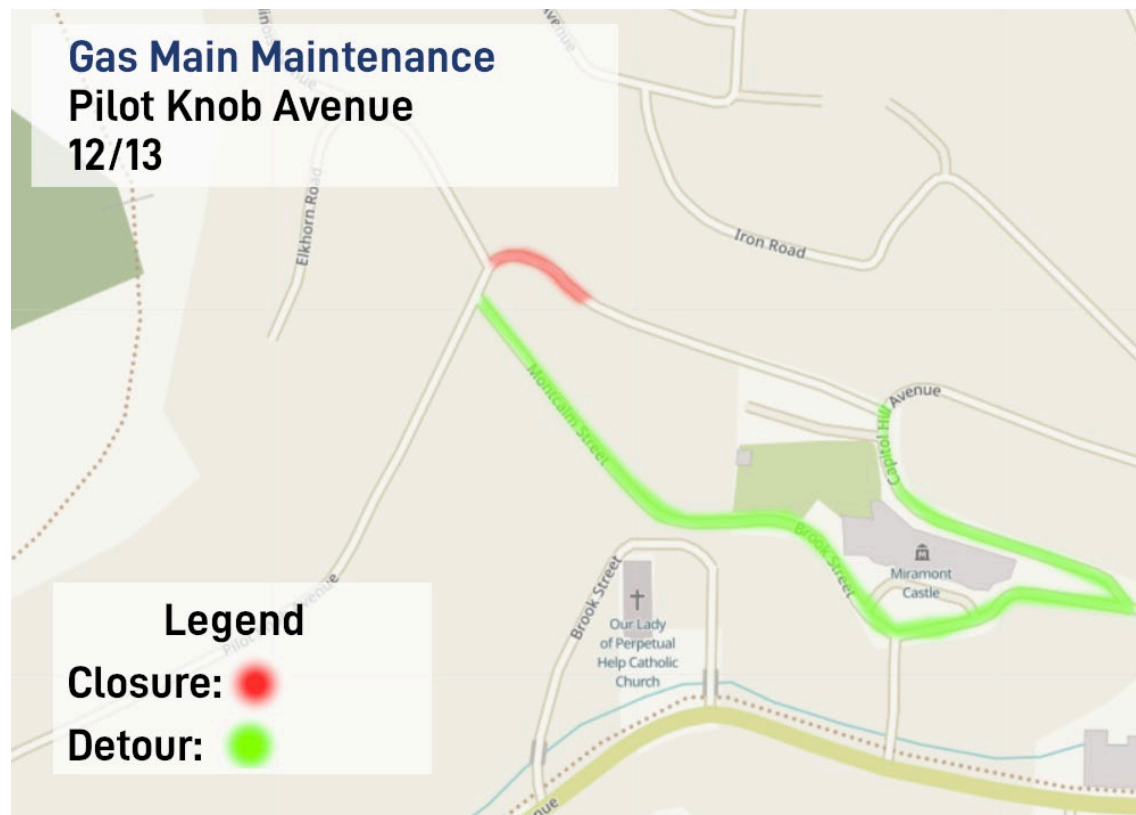 Gas Main Maintenance
Pilot Knob Avenue
12/13
Avenue
Elkhorn Road
Iron Road
Montcalm Street
Capitol Hill Avenue
Brook Street
Miramont
Castle
Brook Street
Our Lady
of Perpetual
Help Catholic
Church
Legend
Closure:
Detour: